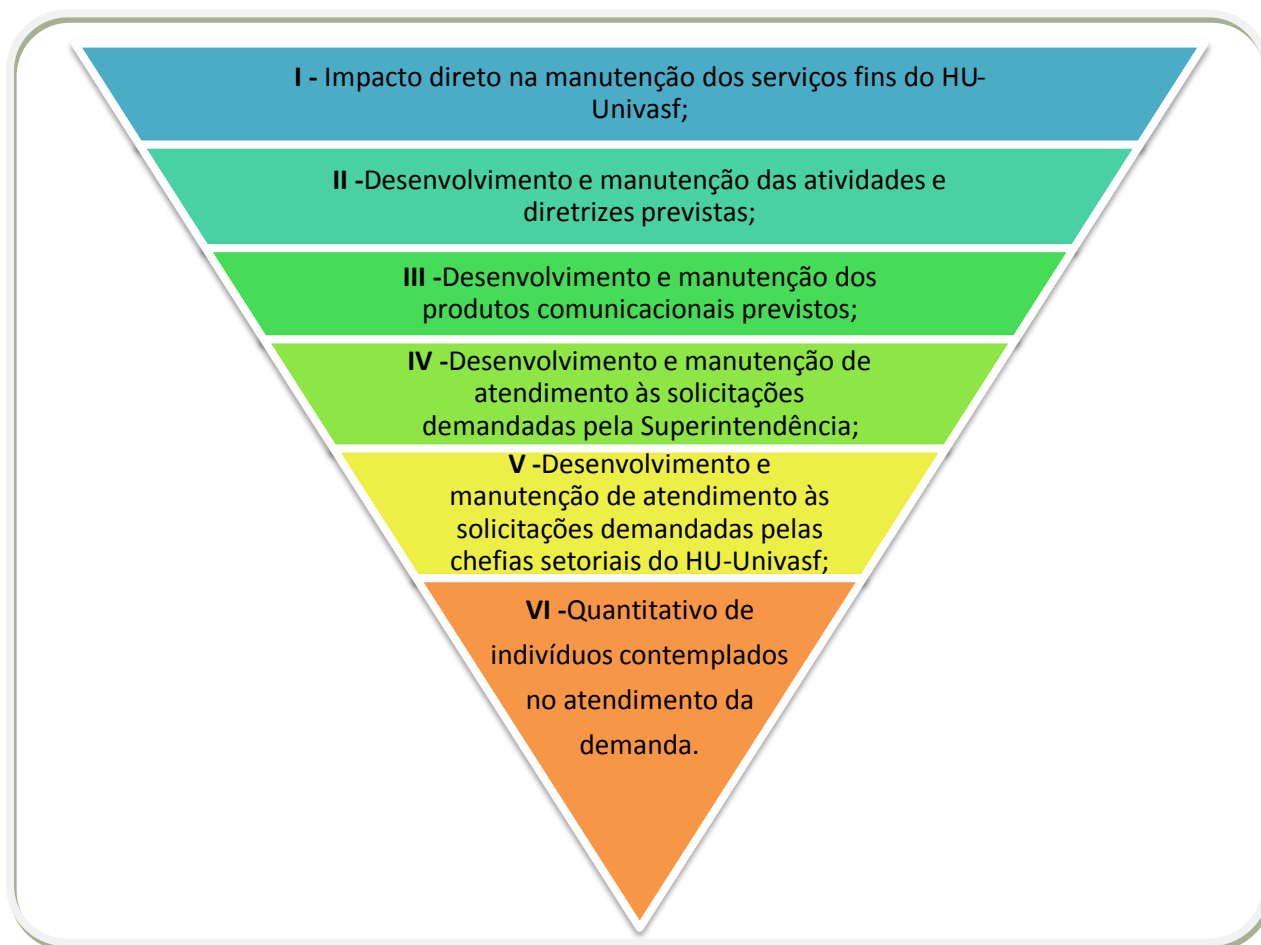 I - Impacto direto na manutenção dos serviços fins do HU-
Univasf;
II -Desenvolvimento e manutenção das atividades e
diretrizes previstas;
III -Desenvolvimento e manutenção dos
produtos comunicacionais previstos;
IV -Desenvolvimento e manutenção de
atendimento às solicitações
demandadas pela Superintendência;
V -Desenvolvimento e
manutenção de atendimento às
solicitações demandadas pelas
chefias setoriais do HU-Univasf;
VI -Quantitativo de
indivíduos contemplados
no atendimento da
demanda.